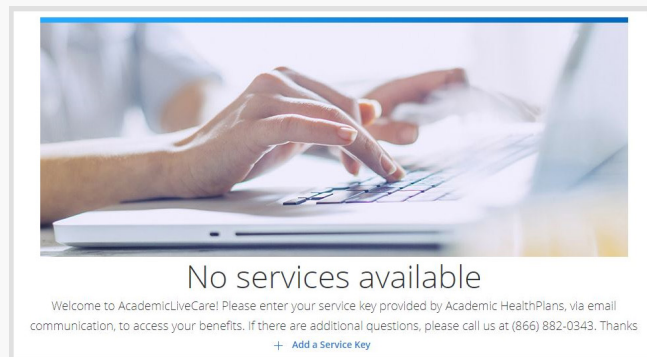 No services available
Welcome to AcademicLiveCare! Please enter your service key provided by Academic HealthPlans, via email
communication, to access your benefits. If there are additional questions, please call us at (866) 882-0343. Thanks
+ Add a Service Key